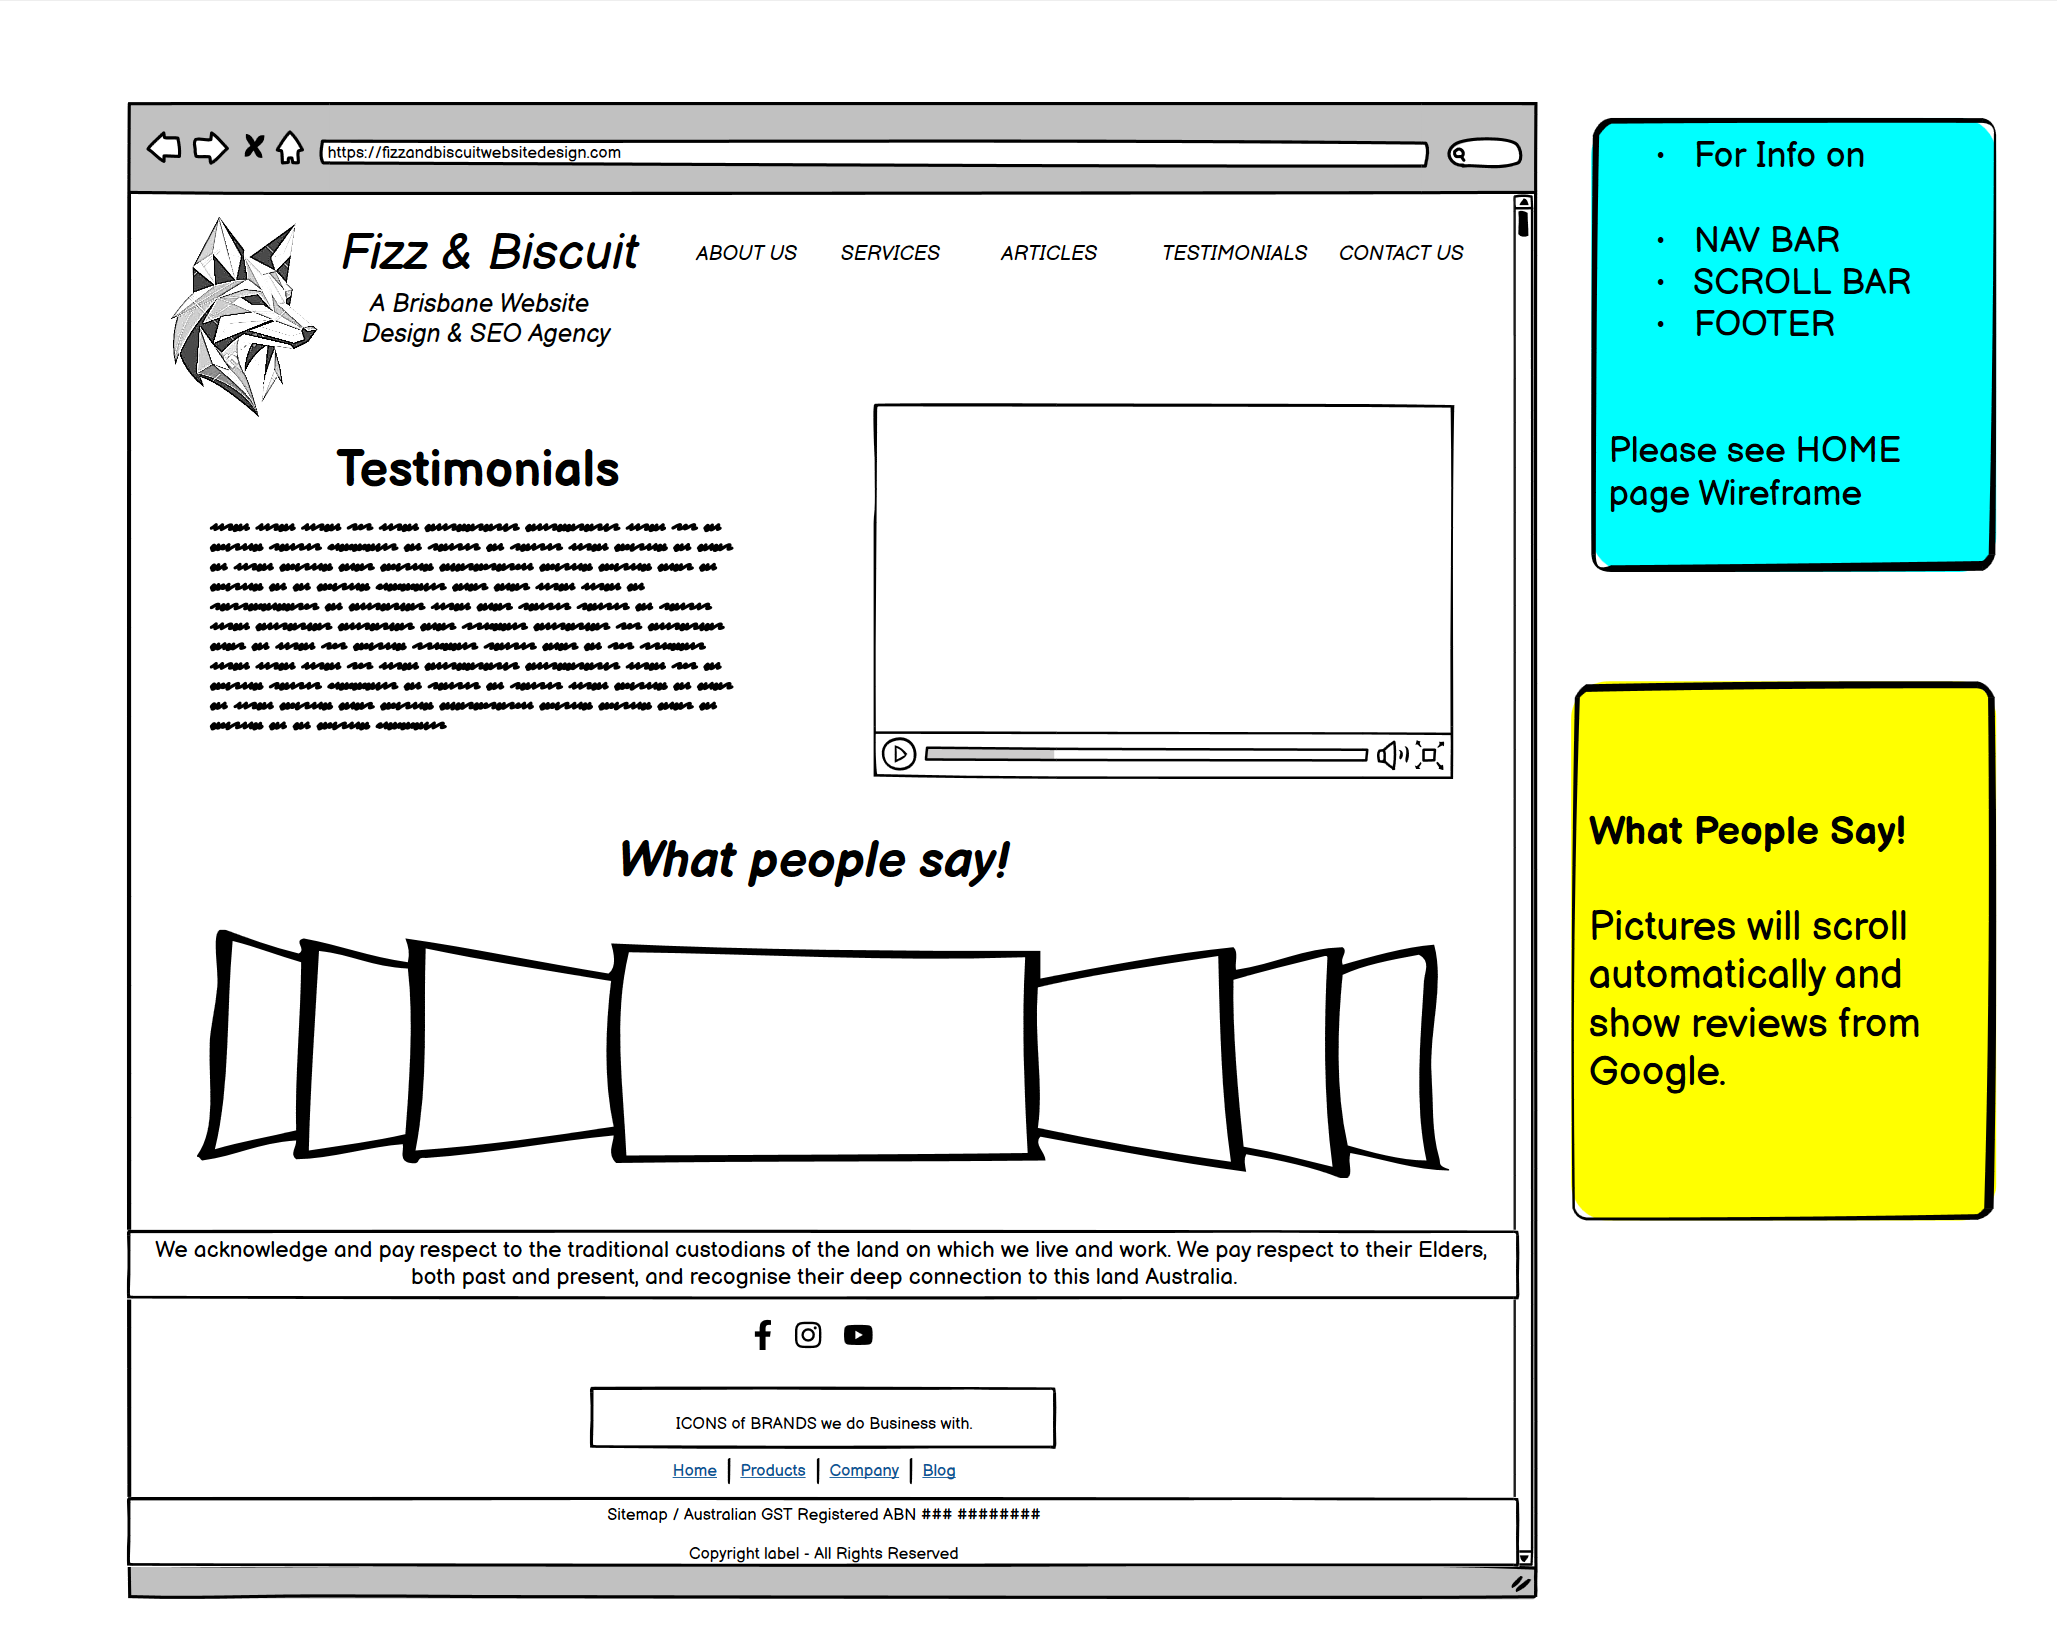 https://fizzandbiscuitwebsitedesign.com
Fizz & Biscuit
A Brisbane Website
Design & SEO Agency
ABOUT US SERVICES ARTICLES TESTIMONIALS CONTACT US
Testimonials
What people say!
We acknowledge and pay respect to the traditional custodians of the land on which we live and work. We pay respect to their Elders,
both past and present, and recognise their deep connection to this land Australia.
ICONS of BRANDS we do Business with.
Home Products Company Blog
Sitemap / Australian GST Registered ABN ### ########
Copyright label - All Rights Reserved
• For Info on
• NAV BAR
• SCROLL BAR
• FOOTER
Please see HOME
page Wireframe
What People Say!
Pictures will scroll
automatically and
show reviews from
Google.